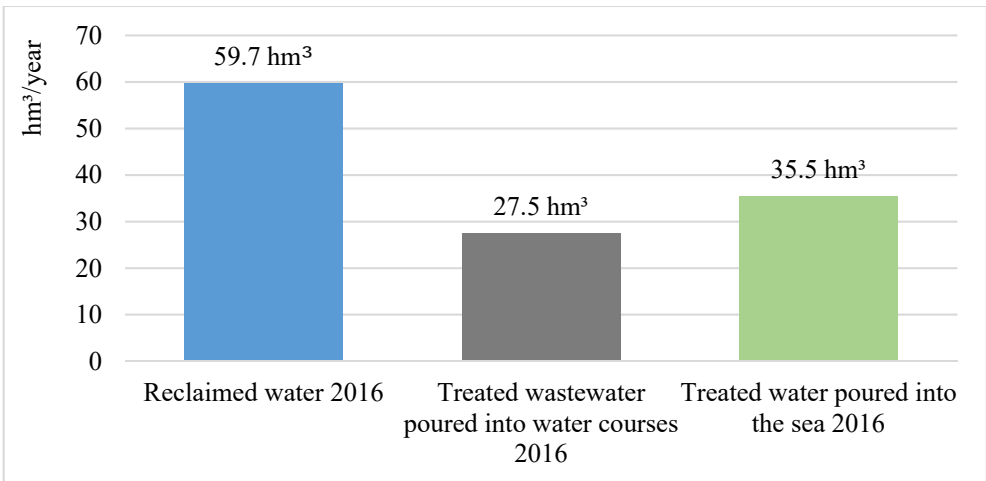 hm³/year
70
60
50
40
30
20
10
0
59.7 hm³
27.5 hm³
35.5 hm³
Reclaimed water 2016
Treated wastewater
poured into water courses
2016
Treated water poured into
the sea 2016